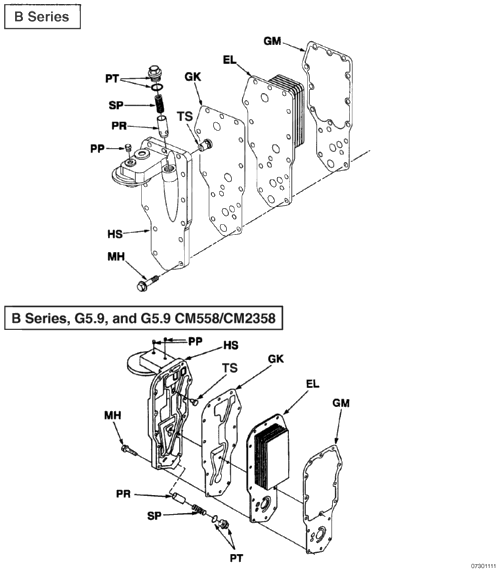 B Series
GM
EL
PT
GK
SP
TS
PR
PP
HS
MH
B Series, G5.9, and G5.9 CM558/CM2358
PP
HS
TS
GK
EL
MH
GM
PR
SP
PT
07301111